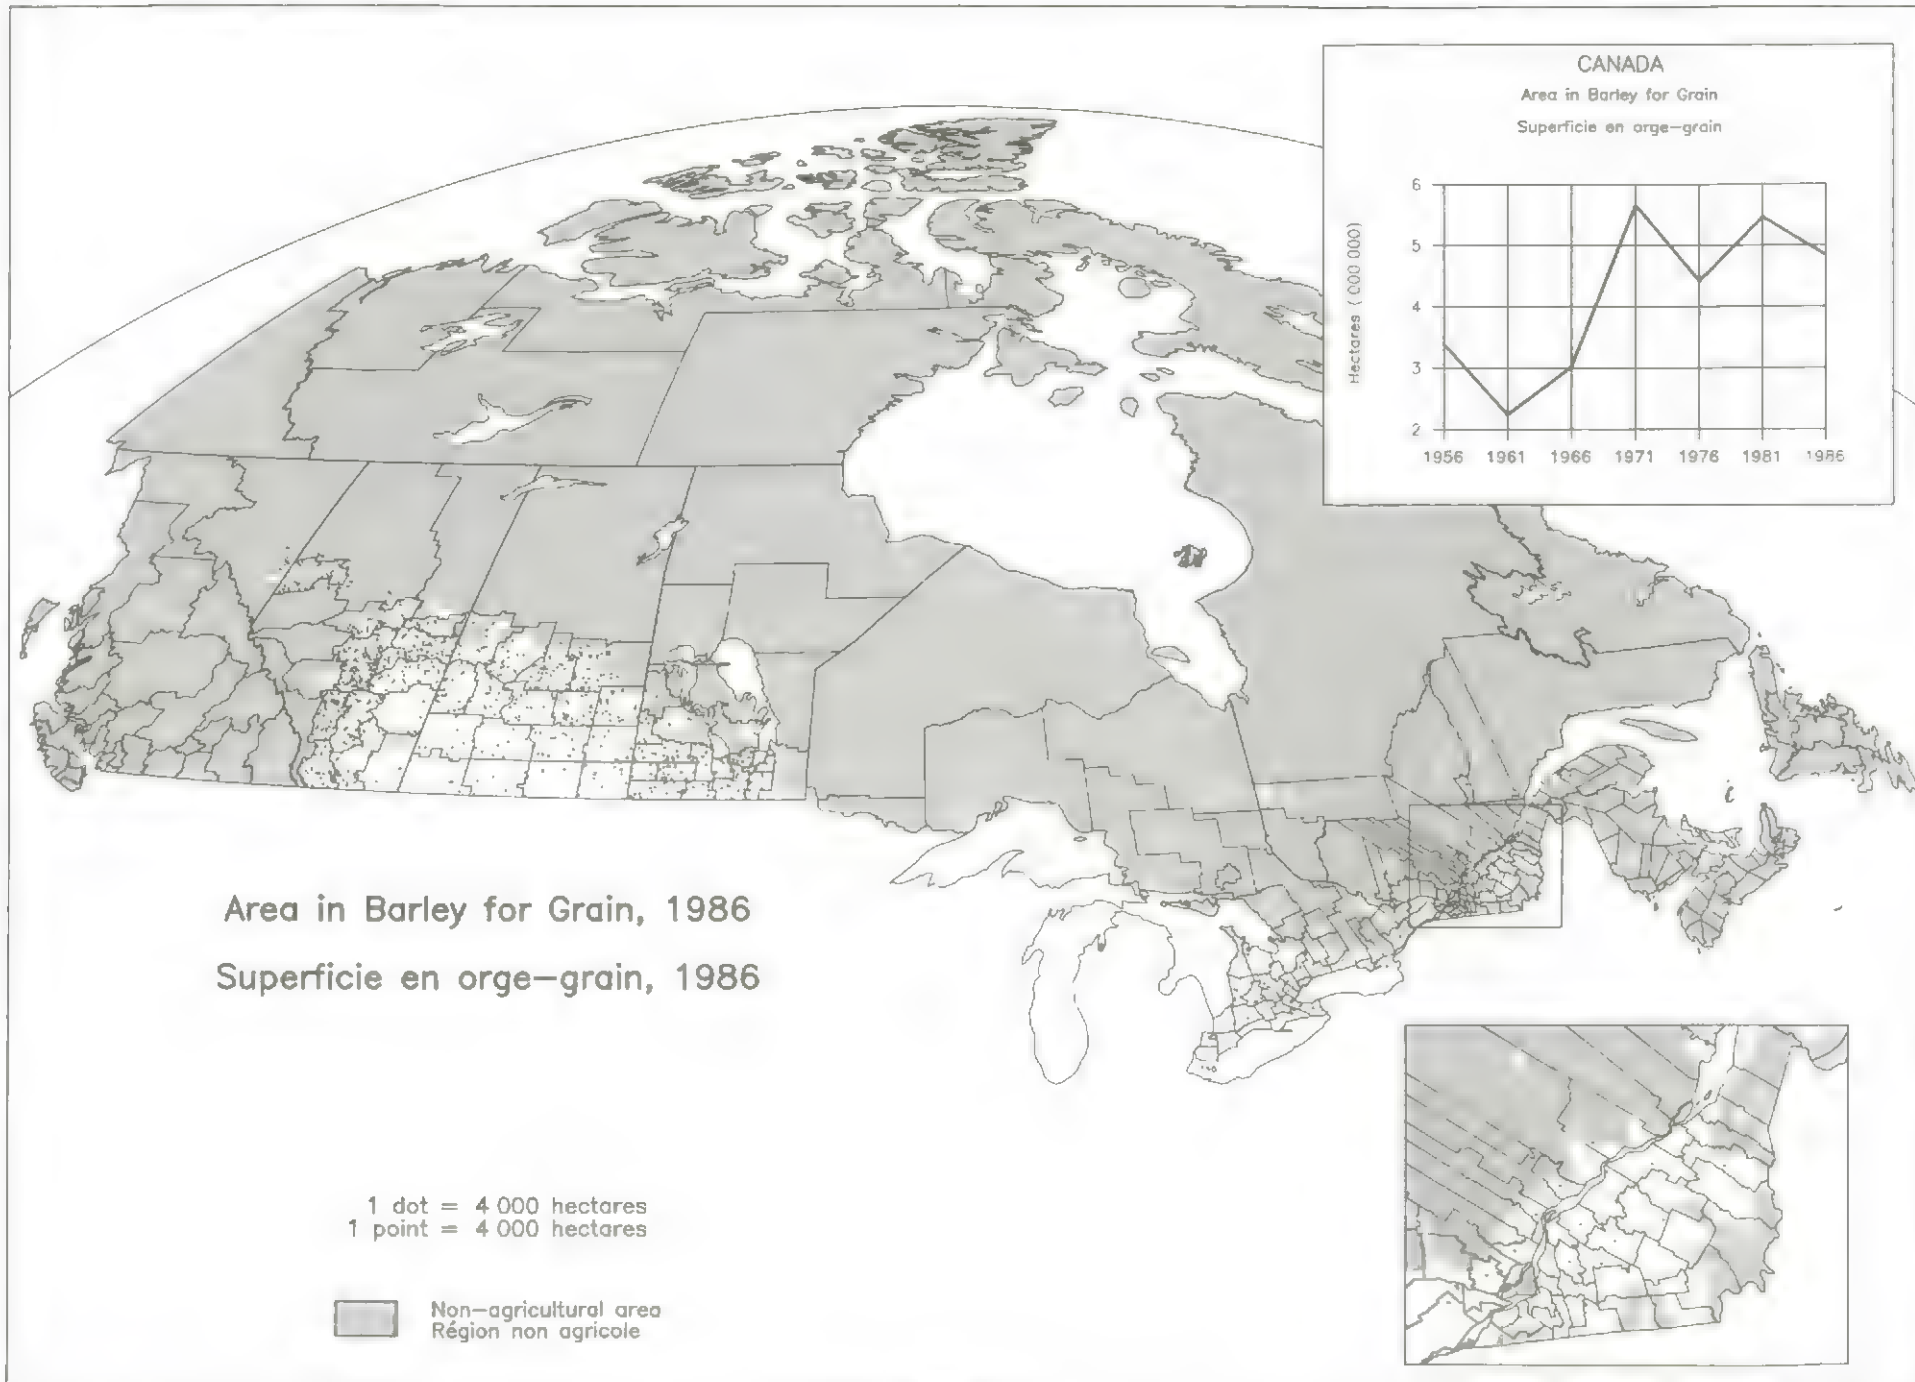 CANADA
Area in Barley for Grain
Superficie en orge-grain
Hectares (000 000)
6
5
4
3
2
1956 1961 1966 1971 1976 1981 1986
Area in Barley for Grain, 1986
Superficie en orge-grain, 1986
1 dot = 4 000 hectares
1 point = 4 000 hectares
Non-agricultural area
Région non agricole